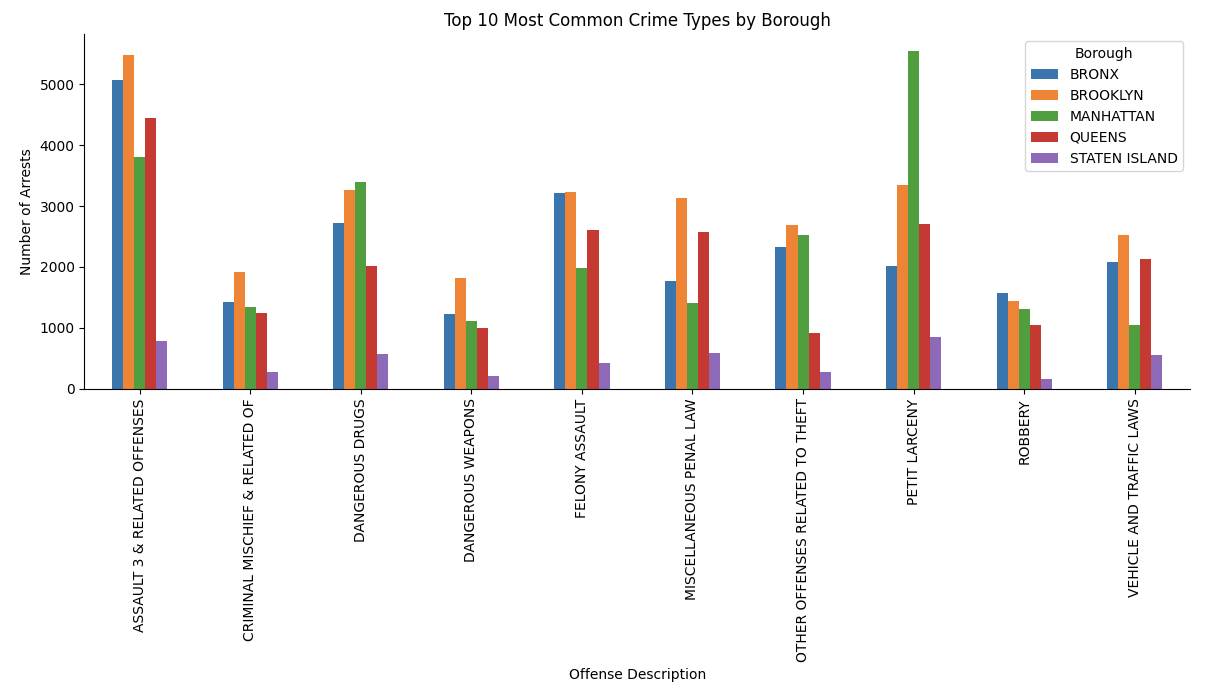 Top 10 Most Common Crime Types by Borough
Borough
BRONX
BROOKLYN
MANHATTAN
QUEENS
STATEN ISLAND
Number of Arrests
5000
4000
3000
2000
1000
0
ASSAULT 3 & RELATED OFFENSES
CRIMINAL MISCHIEF & RELATED OF
DANGEROUS DRUGS
DANGEROUS WEAPONS
FELONY ASSAULT
MISCELLANEOUS PENAL LAW
OTHER OFFENSES RELATED TO THEFT
PETIT LARCENY
ROBBERY
VEHICLE AND TRAFFIC LAWS
Offense Description